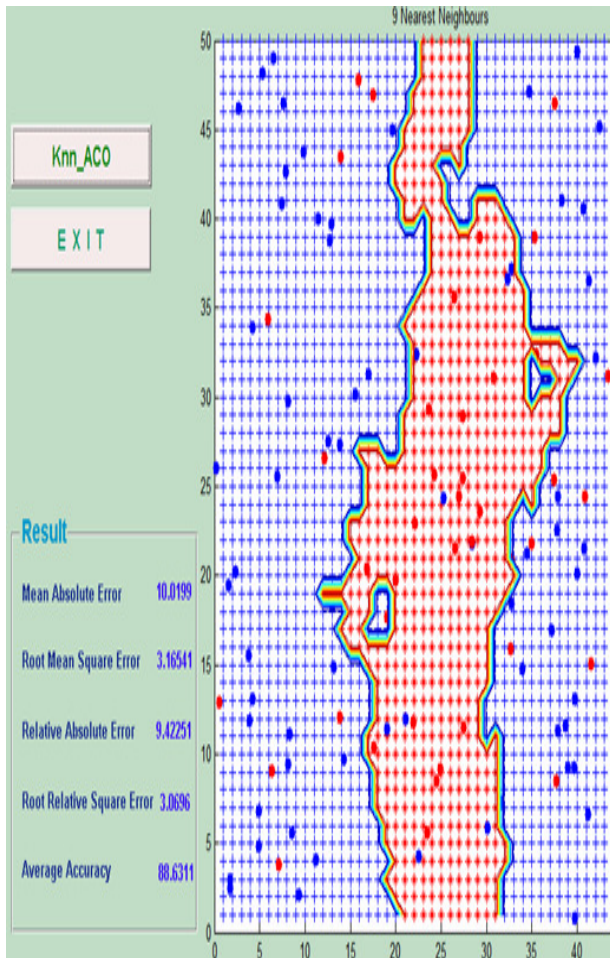 9 Nearest Neighbours
Knn_ACO
EXIT
Result
Mean Absolute Error 10.0199
Root Mean Square Error 3.16541
Relative Absolute Error 9.42251
Root Relative Square Error 3.0696
Average Accuracy 88.6311
50
45
40
35
30
25
20
15
10
5
0
0 5 10 15 20 25 30 35 40